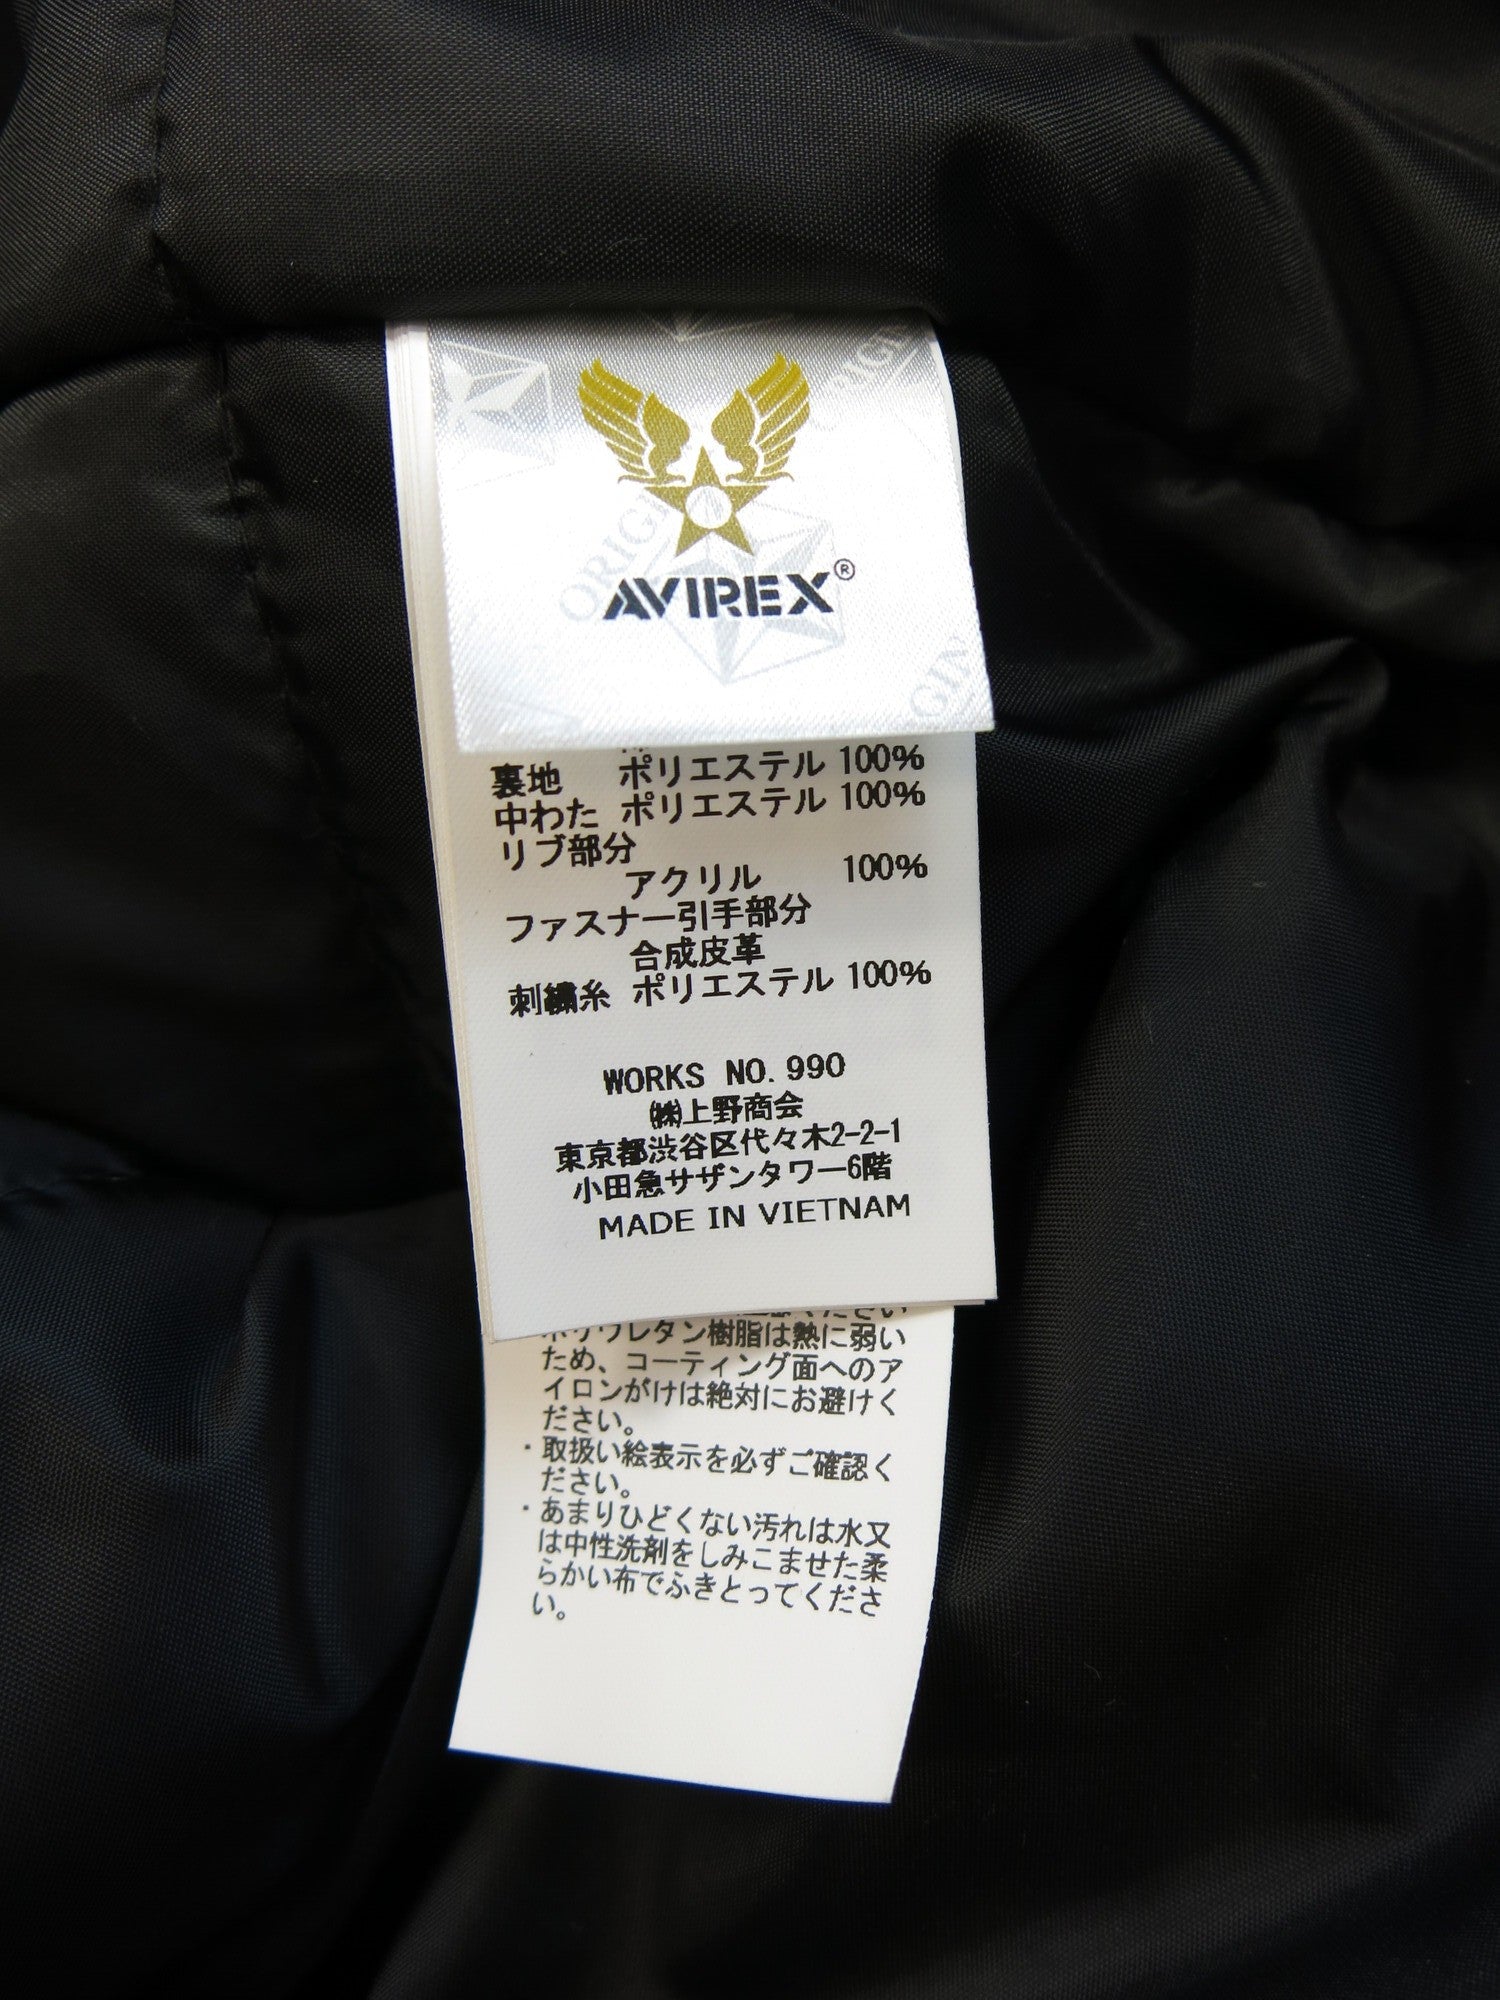 AVIREX®
裏地 ポリエステル 100%
中わた ポリエステル 100%
リブ部分
アクリル 100%
ファスナー引手部分
合成皮革
刺繍糸 ポリエステル 100%
WORKS NO. 990
㈱上野商会
東京都渋谷区代々木2-2-1
小田急サザンタワー6階
MADE IN VIETNAM
ください
ポリウレタン樹脂は熱に弱い
ため、コーティング面へのア
イロンがけは絶対にお避けく
ださい。
・取扱い絵表示を必ずご確認く
ださい。
・あまりひどくない汚れは水又
は中性洗剤をしみこませた柔
らかい布でふきとってくださ
い。